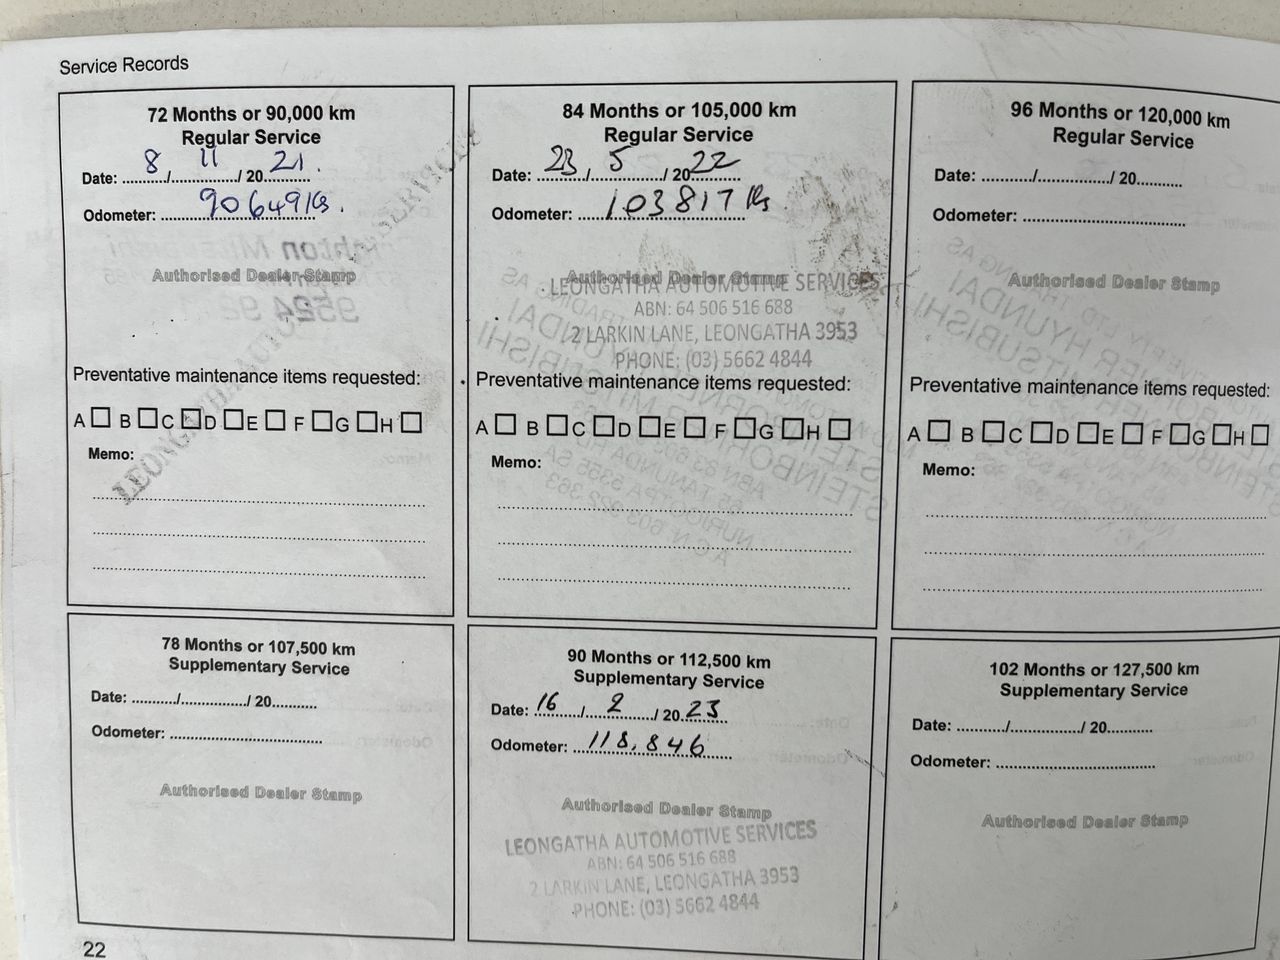 Service Records
72 Months or 90,000 km
Regular Service
Date: 8 / 11 / 20 21.
Odometer: 90649 Ks.
Authorised Dealer Stamp
Preventative maintenance items requested:
A B C D E F G H
Memo:
84 Months or 105,000 km
Regular Service
Date: 23 / 5 / 20 22
Odometer: 103817 Ks
Authorised Dealer Stamp
LEONGATHA AUTOMOTIVE SERVICES
ABN: 64 506 516 688
2 LARKIN LANE, LEONGATHA 3953
PHONE: (03) 5662 4844
Preventative maintenance items requested:
A B C D E F G H
Memo:
96 Months or 120,000 km
Regular Service
Date: ........../............./ 20...........
Odometer: ....................................
Authorised Dealer Stamp
Preventative maintenance items requested:
A B C D E F G H
Memo:
78 Months or 107,500 km
Supplementary Service
Date: ........../............./ 20...........
Odometer: ....................................
Authorised Dealer Stamp
90 Months or 112,500 km
Supplementary Service
Date: 16 / 2 / 20 23
Odometer: 118,846
Authorised Dealer Stamp
LEONGATHA AUTOMOTIVE SERVICES
ABN: 64 506 516 688
2 LARKIN LANE, LEONGATHA 3953
PHONE: (03) 5662 4844
102 Months or 127,500 km
Supplementary Service
Date: ........../............./ 20...........
Odometer: ....................................
Authorised Dealer Stamp
22